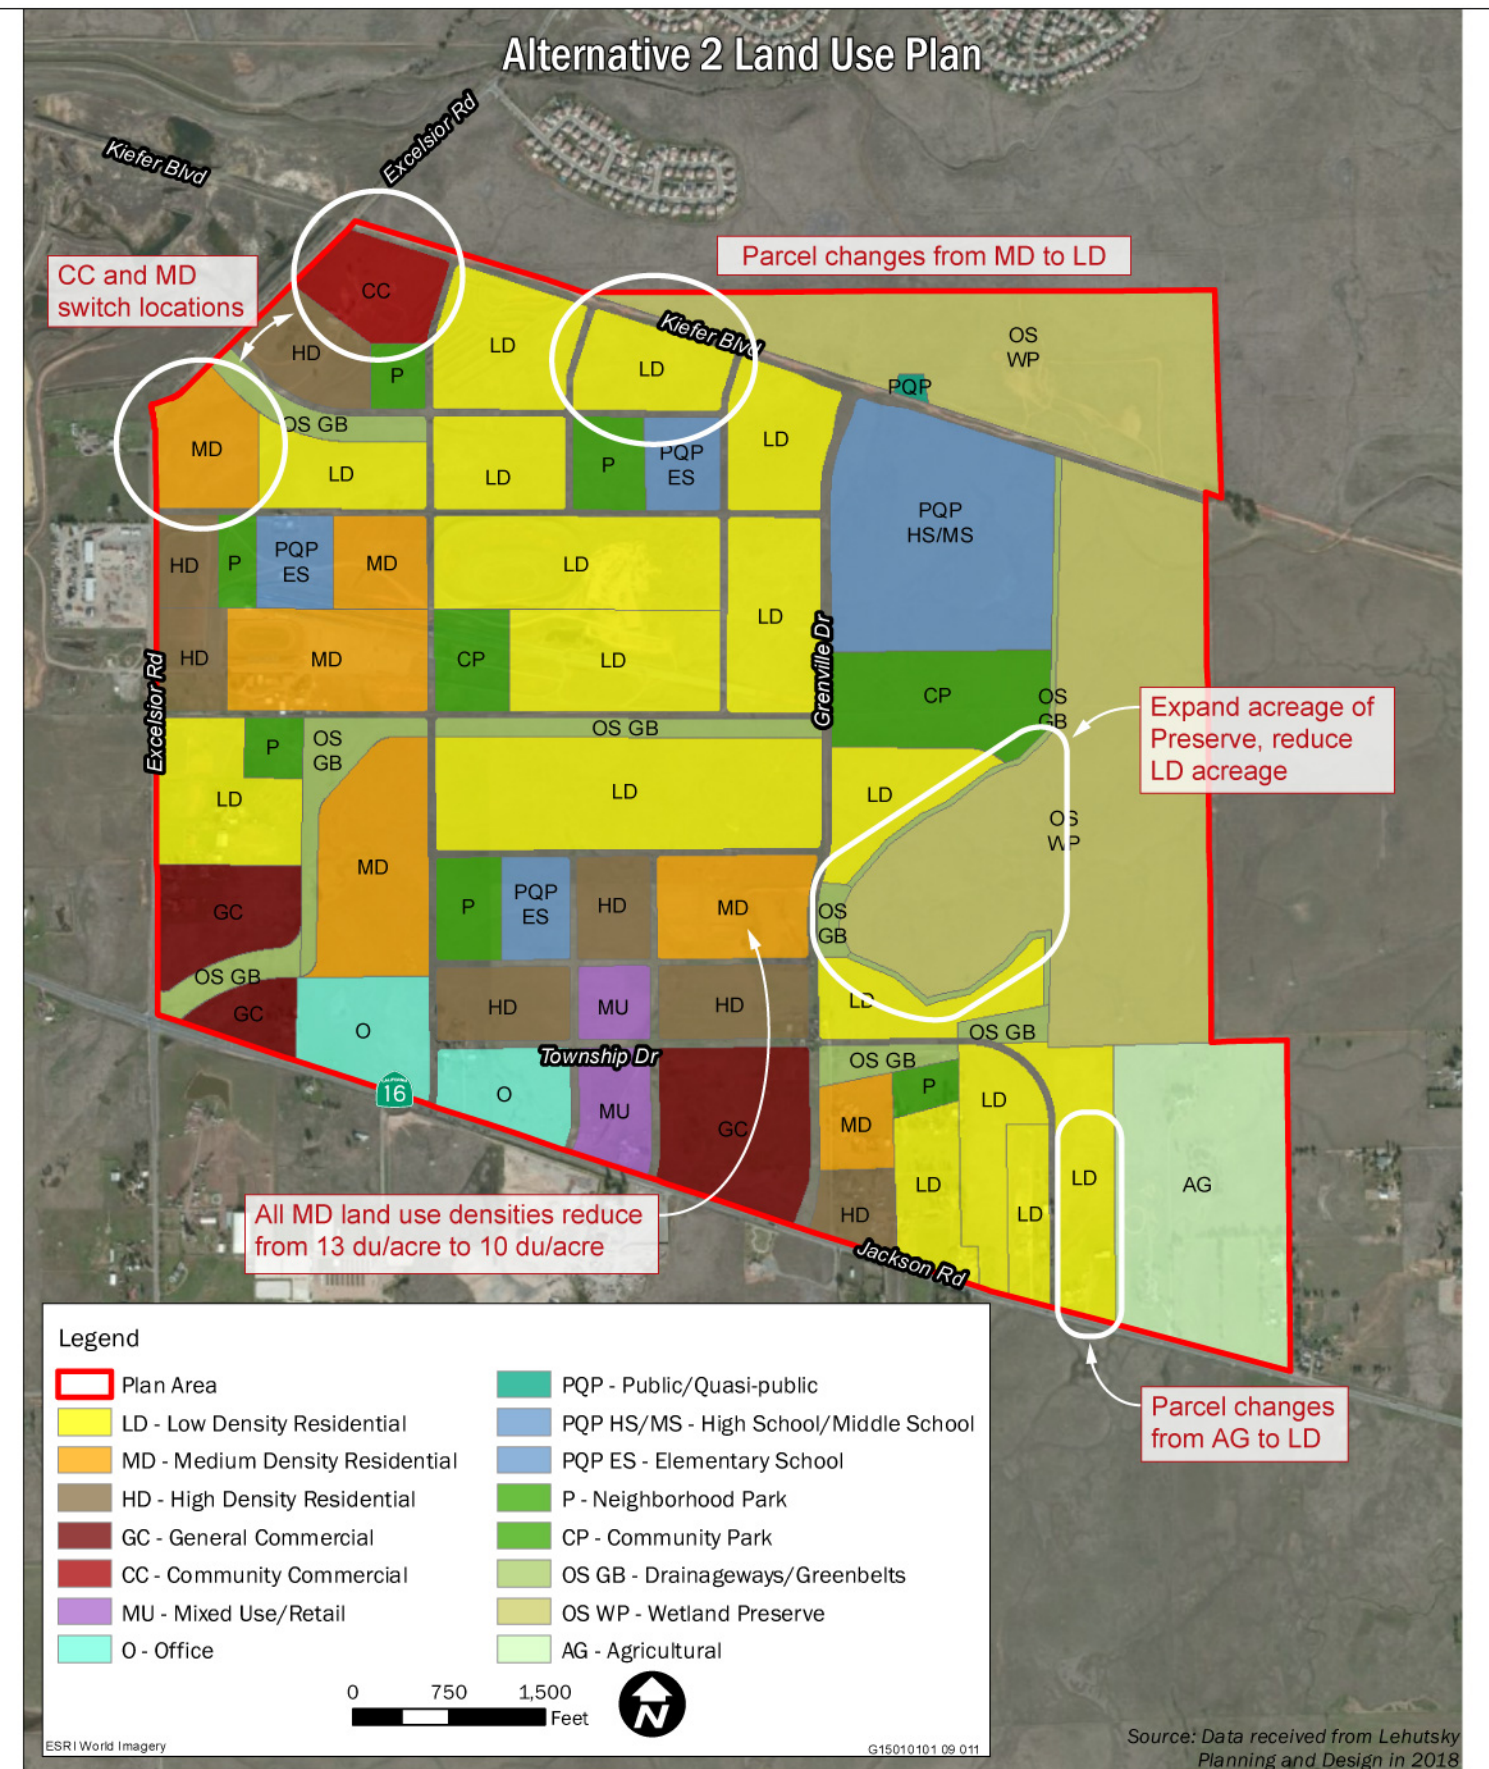 Alternative 2 Land Use Plan
Kiefer Blvd
Excelsior Rd
CC and MD
switch locations
Parcel changes from MD to LD
CC
HD
P
LD
LD
Kiefer Blvd
OS
WP
PQP
MD
OS GB
LD
LD
P
PQP
ES
LD
PQP
HS/MS
HD
P
PQP
ES
MD
LD
LD
HD
MD
CP
LD
Grenville Dr
CP
OS
GB
Excelsior Rd
LD
P
OS
GB
OS GB
LD
LD
Expand acreage of
Preserve, reduce
LD acreage
OS
WP
MD
GC
P
PQP
ES
HD
MD
OS
GB
OS GB
GC
O
HD
MU
HD
LD
OS GB
Township Dr
16
CALIFORNIA
O
MU
GC
OS GB
P
MD
LD
LD
HD
LD
LD
AG
All MD land use densities reduce
from 13 du/acre to 10 du/acre
Jackson Rd
Parcel changes
from AG to LD
Legend
Plan Area
LD - Low Density Residential
MD - Medium Density Residential
HD - High Density Residential
GC - General Commercial
CC - Community Commercial
MU - Mixed Use/Retail
O - Office
PQP - Public/Quasi-public
PQP HS/MS - High School/Middle School
PQP ES - Elementary School
P - Neighborhood Park
CP - Community Park
OS GB - Drainageways/Greenbelts
OS WP - Wetland Preserve
AG - Agricultural
0 750 1,500
Feet
N
ESRI World Imagery
G15010101 09 011
Source: Data received from Lehutsky
Planning and Design in 2018